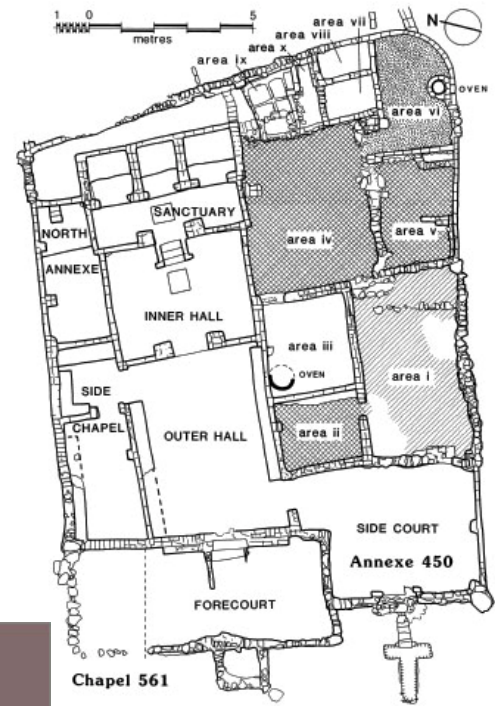 1 0 5
metres
N
area vii
area viii
area x
area ix
OVEN
area vi
SANCTUARY
NORTH
ANNEXE
area iv
area v
INNER HALL
area iii
OVEN
area i
SIDE
CHAPEL
OUTER HALL
area ii
SIDE COURT
Annexe 450
FORECOURT
Chapel 561